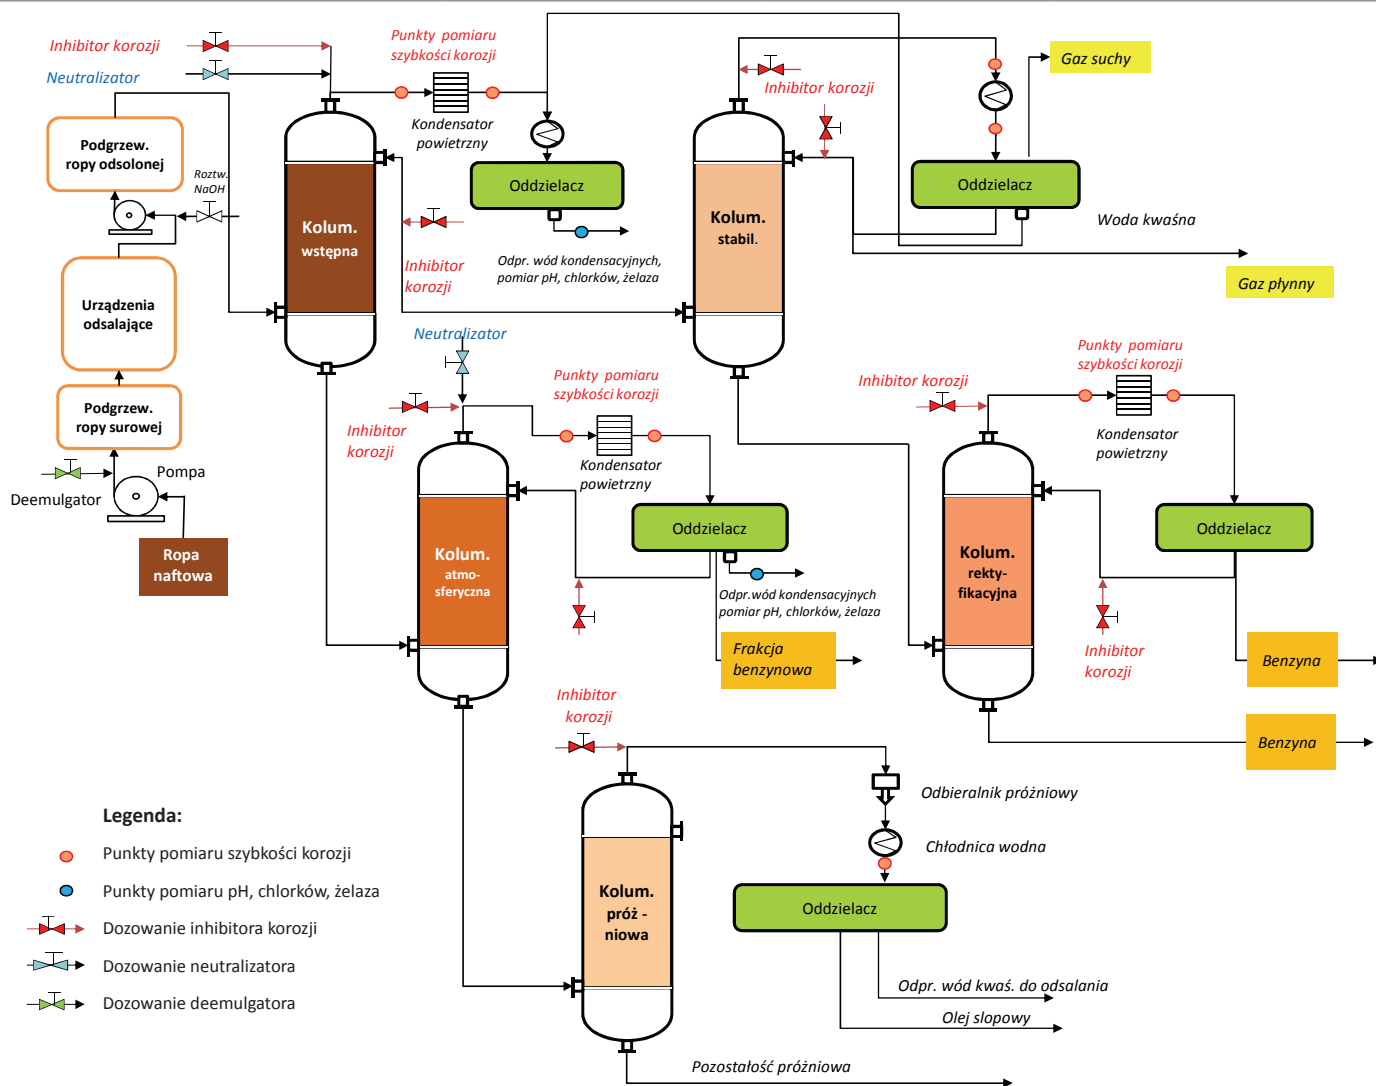 Inhibitor korozji
Neutralizator
Punkty pomiaru
szybkości korozji
Kondensator
powietrzny
Inhibitor korozji
Gaz suchy
Podgrzew.
ropy odsolonej
Roztw.
NaOH
Kolum.
wstępna
Oddzielacz
Odpr. wód kondensacyjnych,
pomiar pH, chlorków, żelaza
Inhibitor
korozji
Kolum.
stabil.
Oddzielacz
Woda kwaśna
Gaz płynny
Urządzenia
odsalające
Podgrzew.
ropy surowej
Pompa
Deemulgator
Ropa
naftowa
Neutralizator
Inhibitor
korozji
Punkty pomiaru
szybkości korozji
Kondensator
powietrzny
Kolum.
atmo-
sferyczna
Oddzielacz
Odpr.wód kondensacyjnych
pomiar pH, chlorków, żelaza
Frakcja
benzynowa
Inhibitor korozji
Punkty pomiaru
szybkości korozji
Kondensator
powietrzny
Kolum.
rekty-
fikacyjna
Oddzielacz
Inhibitor
korozji
Benzyna
Benzyna
Inhibitor
korozji
Kolum.
próż -
niowa
Odbieralnik próżniowy
Chłodnica wodna
Oddzielacz
Odpr. wód kwaś. do odsalania
Olej slopowy
Pozostałość próżniowa
Legenda:
Punkty pomiaru szybkości korozji
Punkty pomiaru pH, chlorków, żelaza
Dozowanie inhibitora korozji
Dozowanie neutralizatora
Dozowanie deemulgatora